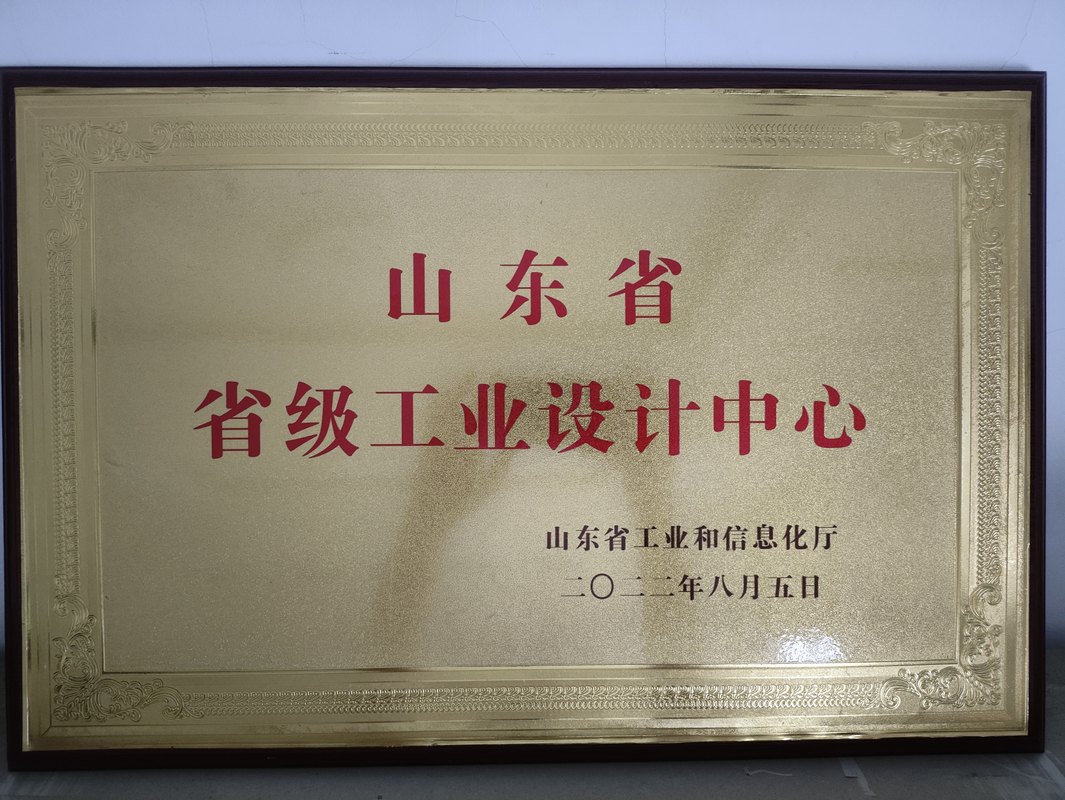 山东省
省级工业设计中心
山东省工业和信息化厅
二〇二二年八月五日